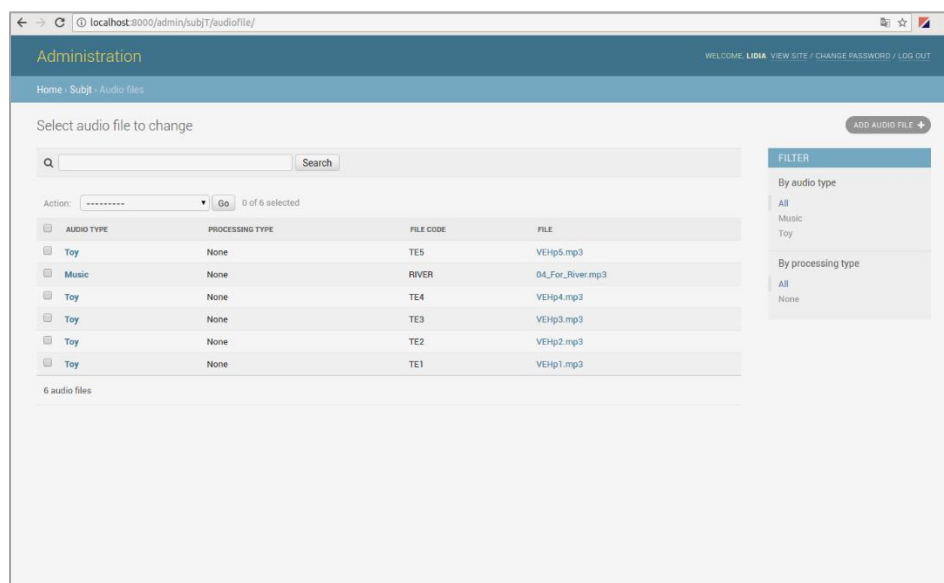 localhost:8000/admin/subjT/audiofile/
Administration
WELCOME, LIDIA. VIEW SITE / CHANGE PASSWORD / LOG OUT
Home › Subjt › Audio files
Select audio file to change
ADD AUDIO FILE +
Search
Action: --------- Go 0 of 6 selected
AUDIO TYPE PROCESSING TYPE FILE CODE FILE
Toy None TE5 VEHp5.mp3
Music None RIVER 04_For_River.mp3
Toy None TE4 VEHp4.mp3
Toy None TE3 VEHp3.mp3
Toy None TE2 VEHp2.mp3
Toy None TE1 VEHp1.mp3
6 audio files
FILTER
By audio type
All
Music
Toy
By processing type
All
None